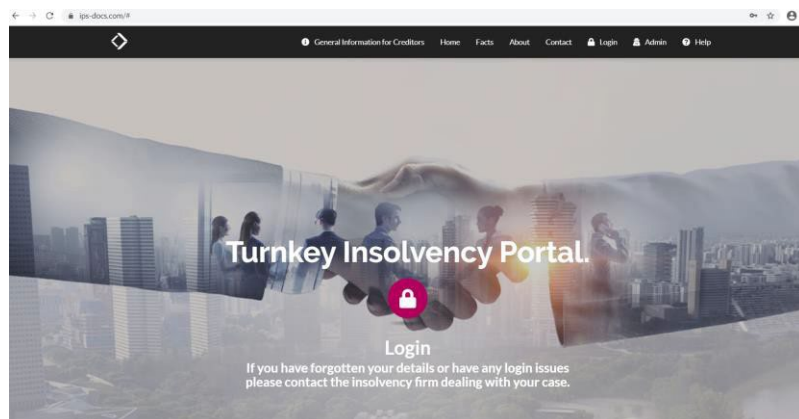 ips-docs.com/#
General Information for Creditors Home Facts About Contact Login Admin Help
Turnkey Insolvency Portal.
Login
If you have forgotten your details or have any login issues
please contact the insolvency firm dealing with your case.